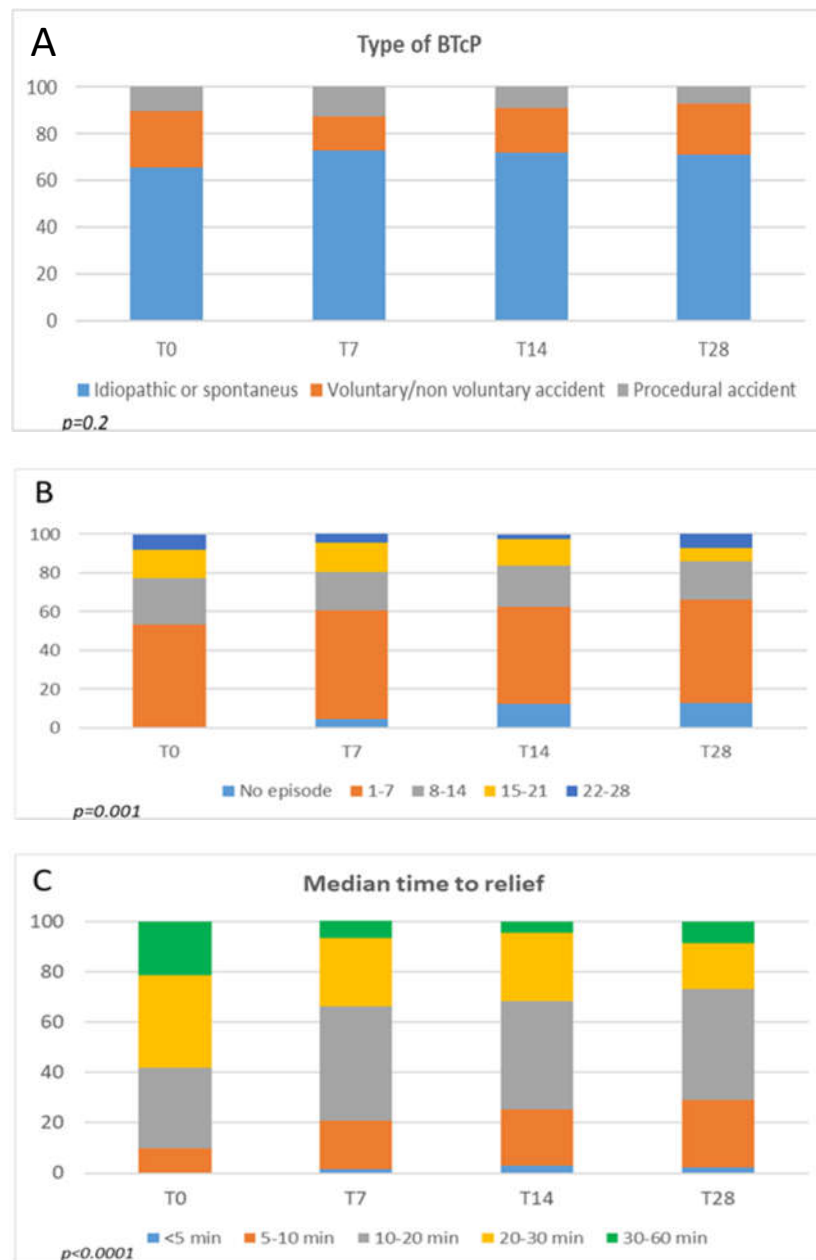 A
Type of BTcP
100
80
60
40
20
0
T0 T7 T14 T28
Idiopathic or spontaneus Voluntary/non voluntary accident Procedural accident
p=0.2
B
100
80
60
40
20
0
T0 T7 T14 T28
No episode 1-7 8-14 15-21 22-28
p=0.001
C
Median time to relief
100
80
60
40
20
0
T0 T7 T14 T28
<5 min 5-10 min 10-20 min 20-30 min 30-60 min
p<0.0001